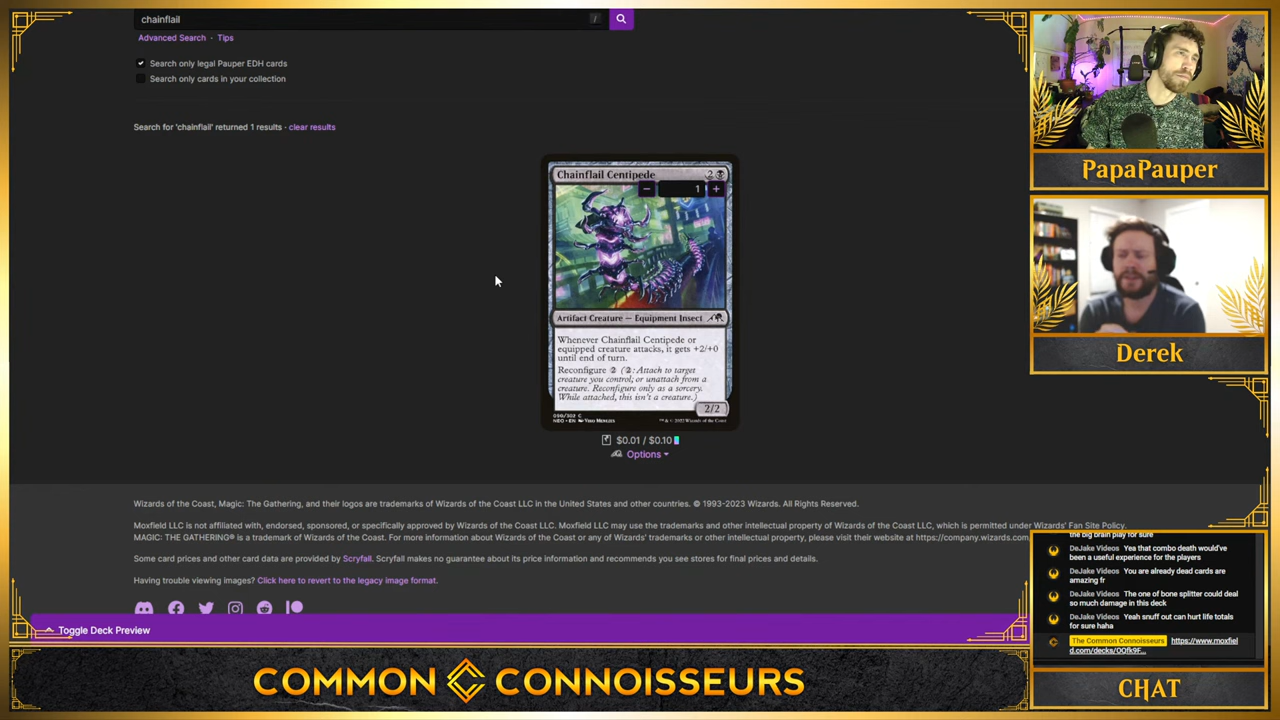 chainflail
/
Advanced Search · Tips
Search only legal Pauper EDH cards
Search only cards in your collection
Search for 'chainflail' returned 1 results · clear results
Chainflail Centipede 2
1
Artifact Creature — Equipment Insect
Whenever Chainflail Centipede or
equipped creature attacks, it gets +2/+0
until end of turn.
Reconfigure 2 (2: Attach to target
creature you control, or unattach from a
creature. Reconfigure only as a sorcery.
While attached, this isn't a creature.)
2/2
$0.01 / $0.10
Options
Wizards of the Coast, Magic: The Gathering, and their logos are trademarks of Wizards of the Coast LLC in the United States and other countries. © 1993-2023 Wizards. All Rights Reserved.
Moxfield LLC is not affiliated with, endorsed, sponsored, or specifically approved by Wizards of the Coast LLC. Moxfield LLC may use the trademarks and other intellectual property of Wizards of the Coast LLC, which is permitted under Wizards' Fan Site Policy.
MAGIC: THE GATHERING® is a trademark of Wizards of the Coast. For more information about Wizards of the Coast or any of Wizards' trademarks or other intellectual property, please visit their website at https://company.wizards.com
Some card prices and other card data are provided by Scryfall. Scryfall makes no guarantee about its price information and recommends you see stores for final prices and details.
Having trouble viewing images? Click here to revert to the legacy image format.
Toggle Deck Preview
COMMON CONNOISSEURS
PapaPauper
Derek
the big brain play for sure
DeJake Videos Yea that combo death would've
been a useful experience for the players
DeJake Videos You are already dead cards are
amazing fr
DeJake Videos The one of bone splitter could deal
so much damage in this deck
DeJake Videos Yeah snuff out can hurt life totals
for sure haha
The Common Connoisseurs https://www.moxfiel
CHAT